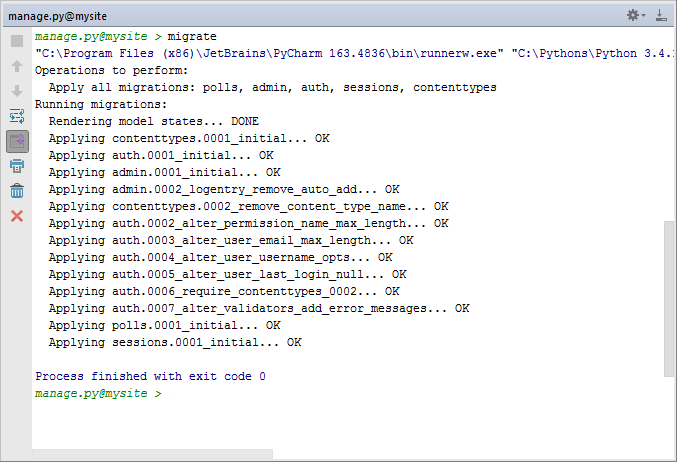 manage.py@mysite
manage.py@mysite > migrate
"C:\Program Files (x86)\JetBrains\PyCharm 163.4836\bin\runnerw.exe" "C:\Pythons\Python 3.4.
Operations to perform:
  Apply all migrations: polls, admin, auth, sessions, contenttypes
Running migrations:
  Rendering model states... DONE
  Applying contenttypes.0001_initial... OK
  Applying auth.0001_initial... OK
  Applying admin.0001_initial... OK
  Applying admin.0002_logentry_remove_auto_add... OK
  Applying contenttypes.0002_remove_content_type_name... OK
  Applying auth.0002_alter_permission_name_max_length... OK
  Applying auth.0003_alter_user_email_max_length... OK
  Applying auth.0004_alter_user_username_opts... OK
  Applying auth.0005_alter_user_last_login_null... OK
  Applying auth.0006_require_contenttypes_0002... OK
  Applying auth.0007_alter_validators_add_error_messages... OK
  Applying polls.0001_initial... OK
  Applying sessions.0001_initial... OK
Process finished with exit code 0
manage.py@mysite >